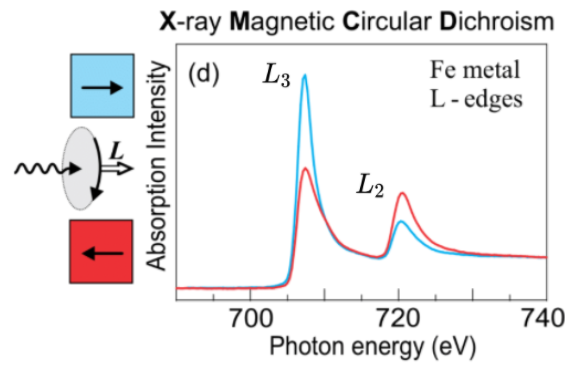 X-ray Magnetic Circular Dichroism
(d)
L₃
Fe metal
L - edges
L
L₂
Absorption Intensity
700
720
740
Photon energy (eV)